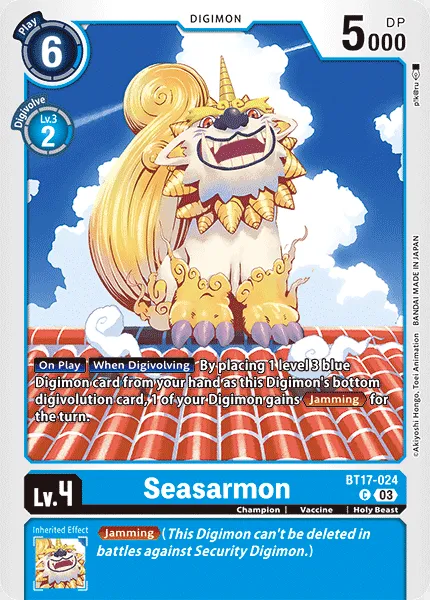 Play
6
DIGIMON
DP
5000
Digivolve
Lv.3
2
plk@ru
©Akiyoshi Hongo, Toei Animation BANDAI MADE IN JAPAN
On Play When Digivolving By placing 1 level 3 blue
Digimon card from your hand as this Digimon's bottom
digivolution card, 1 of your Digimon gains Jamming for
the turn.
BT17-024
Lv.4
Seasarmon
C 03
Champion | Vaccine | Holy Beast
Inherited Effect
Jamming (This Digimon can't be deleted in
battles against Security Digimon.)